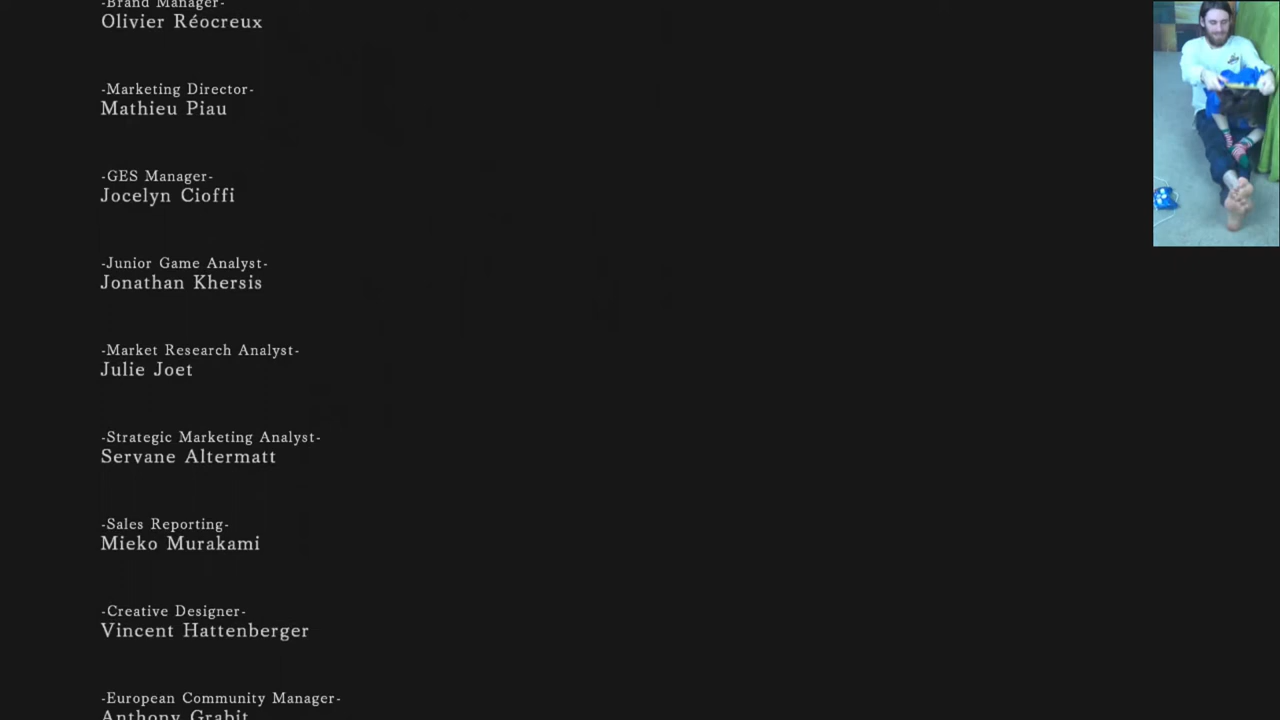 -Brand Manager-
Olivier Réocreux
-Marketing Director-
Mathieu Piau
-GES Manager-
Jocelyn Cioffi
-Junior Game Analyst-
Jonathan Khersis
-Market Research Analyst-
Julie Joet
-Strategic Marketing Analyst-
Servane Altermatt
-Sales Reporting-
Mieko Murakami
-Creative Designer-
Vincent Hattenberger
-European Community Manager-
Anthony Grabit